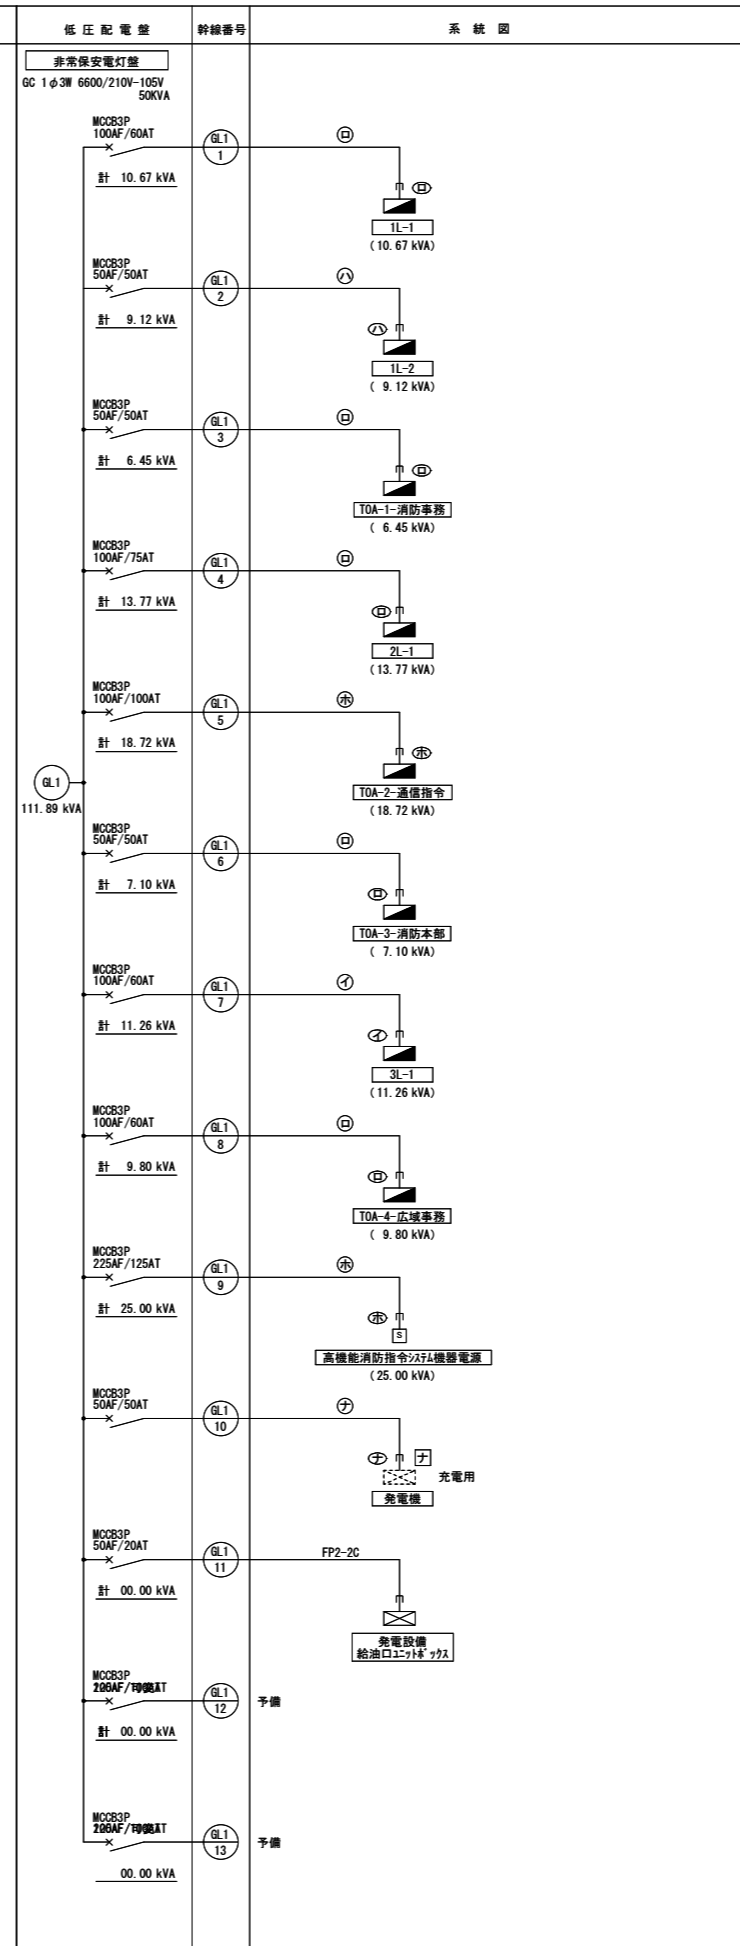 低圧配電盤 幹線番号 系統図
非常保安電灯盤
GC 1φ3W 6600/210V-105V
50KVA
MCCB3P
100AF/60AT
GL1
1
ロ
計 10.67 kVA
ロ
1L-1
(10.67 kVA)
MCCB3P
50AF/50AT
GL1
2
ハ
計 9.12 kVA
ハ
1L-2
( 9.12 kVA)
MCCB3P
50AF/50AT
GL1
3
ロ
計 6.45 kVA
ロ
TOA-1-消防事務
( 6.45 kVA)
MCCB3P
100AF/75AT
GL1
4
ロ
計 13.77 kVA
ロ
2L-1
(13.77 kVA)
MCCB3P
100AF/100AT
GL1
5
ホ
計 18.72 kVA
ホ
TOA-2-通信指令
(18.72 kVA)
GL1
111.89 kVA
MCCB3P
50AF/50AT
GL1
6
ロ
計 7.10 kVA
ロ
TOA-3-消防本部
( 7.10 kVA)
MCCB3P
100AF/60AT
GL1
7
イ
計 11.26 kVA
イ
3L-1
(11.26 kVA)
MCCB3P
100AF/60AT
GL1
8
ロ
計 9.80 kVA
ロ
TOA-4-広域事務
( 9.80 kVA)
MCCB3P
225AF/125AT
GL1
9
ホ
計 25.00 kVA
ホ
S
高機能消防指令システム機器電源
(25.00 kVA)
MCCB3P
50AF/50AT
GL1
10
ナ
ナ ナ
充電用
発電機
MCCB3P
50AF/20AT
GL1
11
FP2-2C
計 00.00 kVA
発電設備
給油口ユニットボックス
MCCB3P
GL1
12
予備
計 00.00 kVA
MCCB3P
GL1
13
予備
00.00 kVA